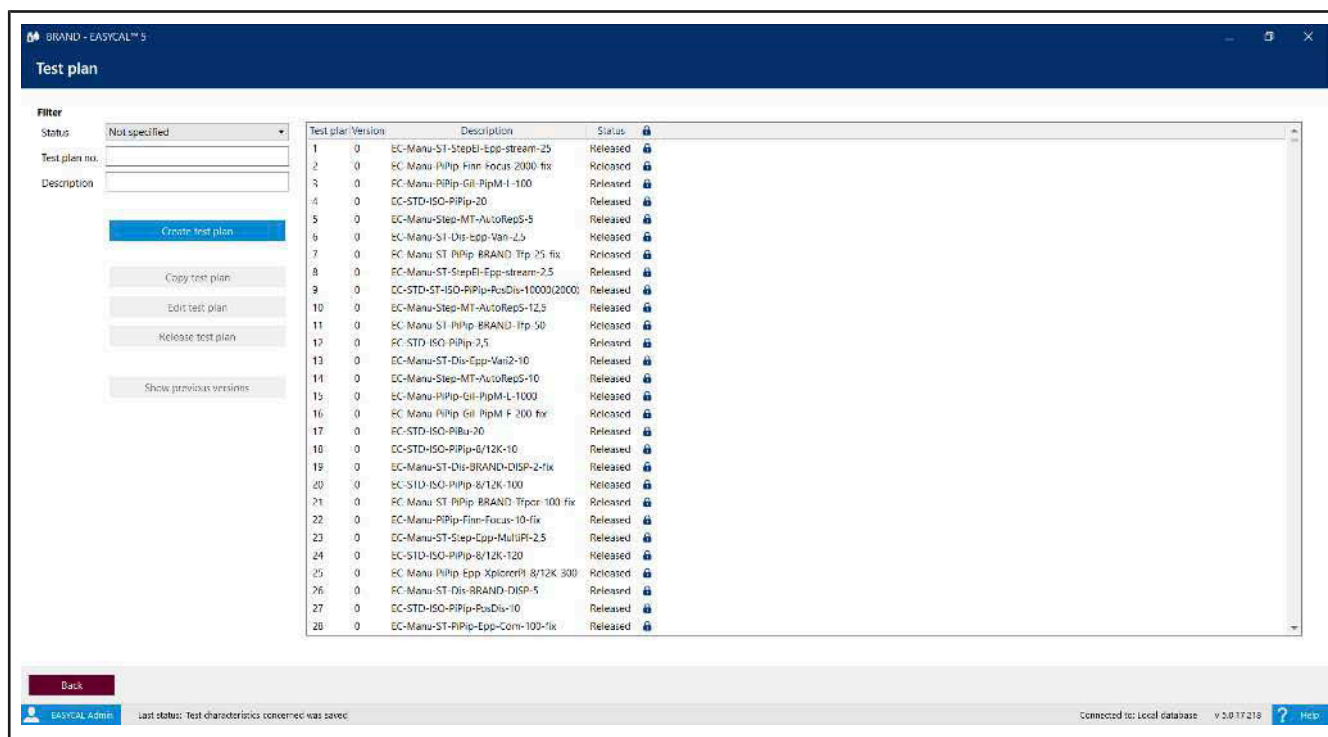 BRAND - EASYCAL™ 5
Test plan
Filter
Status Not specified
Test plan no.
Description
Create test plan
Copy test plan
Edit test plan
Release test plan
Show previous versions
Test plan Version Description Status
1 0 EC-Manu-ST-StepEl-Epp-stream-25 Released
2 0 EC-Manu-PiPip-Finn-Focus-2000-fix Released
3 0 EC-Manu-PiPip-Gil-PipM-L-100 Released
4 0 EC-STD-ISO-PiPip-20 Released
5 0 EC-Manu-Step-MT-AutoRepS-5 Released
6 0 EC-Manu-ST-Dis-Epp-Vari-2,5 Released
7 0 EC-Manu-ST-PiPip-BRAND-Tfp-25-fix Released
8 0 EC-Manu-ST-StepEl-Epp-stream-2,5 Released
9 0 EC-STD-ST-ISO-PiPip-PosDis-10000(2000) Released
10 0 EC-Manu-Step-MT-AutoRepS-12,5 Released
11 0 EC-Manu-ST-PiPip-BRAND-Tfp-50 Released
12 0 EC-STD-ISO-PiPip-2,5 Released
13 0 EC-Manu-ST-Dis-Epp-Vari2-10 Released
14 0 EC-Manu-Step-MT-AutoRepS-10 Released
15 0 EC-Manu-PiPip-Gil-PipM-L-1000 Released
16 0 EC-Manu-PiPip-Gil-PipM-F-200-fix Released
17 0 EC-STD-ISO-PiBu-20 Released
18 0 EC-STD-ISO-PiPip-8/12K-10 Released
19 0 EC-Manu-ST-Dis-BRAND-DISP-2-fix Released
20 0 EC-STD-ISO-PiPip-8/12K-100 Released
21 0 EC-Manu-ST-PiPip-BRAND-Tfpor-100-fix Released
22 0 EC-Manu-PiPip-Finn-Focus-10-fix Released
23 0 EC-Manu-ST-Step-Epp-MultiPl-2,5 Released
24 0 EC-STD-ISO-PiPip-8/12K-120 Released
25 0 EC-Manu-PiPip-Epp-XplorerPl-8/12K-300 Released
26 0 EC-Manu-ST-Dis-BRAND-DISP-5 Released
27 0 EC-STD-ISO-PiPip-PosDis-10 Released
28 0 EC-Manu-ST-PiPip-Epp-Com-100-fix Released
Back
EASYCAL Admin Last status: Test characteristics concerned was saved Connected to: Local database v 5.0.17.218 ? Help